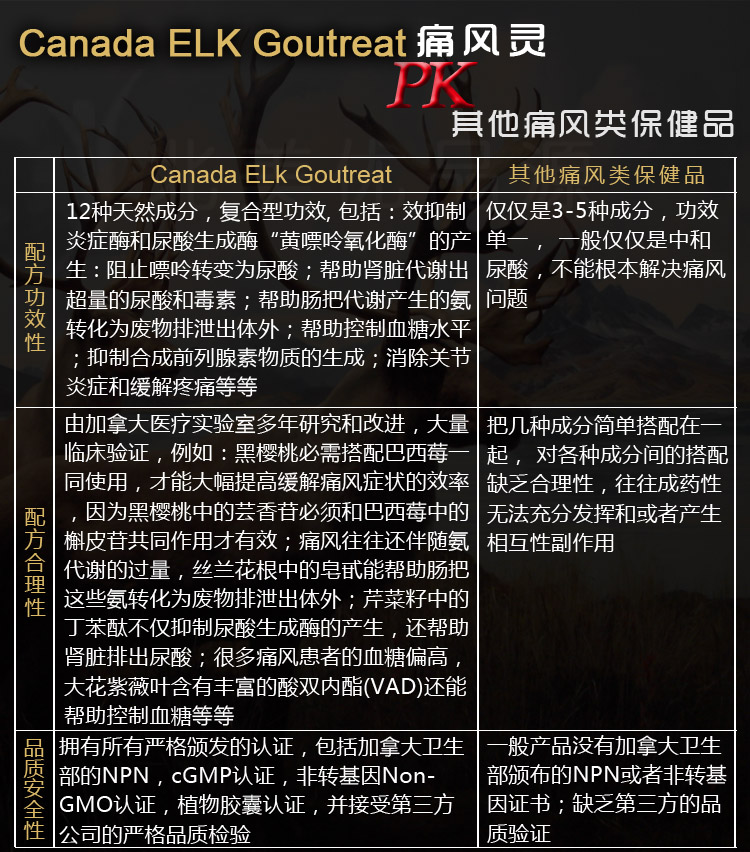 Canada ELK Goutreat 痛风灵
PK
其他痛风类保健品
Canada ELk Goutreat
其他痛风类保健品
配方功效性
12种天然成分，复合型功效, 包括：效抑制
炎症酶和尿酸生成酶“黄嘌呤氧化酶”的产
生：阻止嘌呤转变为尿酸；帮助肾脏代谢出
超量的尿酸和毒素；帮助肠把代谢产生的氨
转化为废物排泄出体外；帮助控制血糖水平
；抑制合成前列腺素物质的生成；消除关节
炎症和缓解疼痛等等
仅仅是3-5种成分，功效
单一， 一般仅仅是中和
尿酸，不能根本解决痛风
问题
配方合理性
由加拿大医疗实验室多年研究和改进，大量
临床验证，例如：黑樱桃必需搭配巴西莓一
同使用，才能大幅提高缓解痛风症状的效率
，因为黑樱桃中的芸香苷必须和巴西莓中的
槲皮苷共同作用才有效；痛风往往还伴随氨
代谢的过量，丝兰花根中的皂甙能帮助肠把
这些氨转化为废物排泄出体外；芹菜籽中的
丁苯酞不仅抑制尿酸生成酶的产生，还帮助
肾脏排出尿酸；很多痛风患者的血糖偏高，
大花紫薇叶含有丰富的酸双内酯(VAD)还能
帮助控制血糖等等
把几种成分简单搭配在一
起， 对各种成分间的搭配
缺乏合理性，往往成药性
无法充分发挥和或者产生
相互性副作用
品质安全性
拥有所有严格颁发的认证，包括加拿大卫生
部的NPN，cGMP认证，非转基因Non-
GMO认证，植物胶囊认证，并接受第三方
公司的严格品质检验
一般产品没有加拿大卫生
部颁布的NPN或者非转基
因证书；缺乏第三方的品
质验证